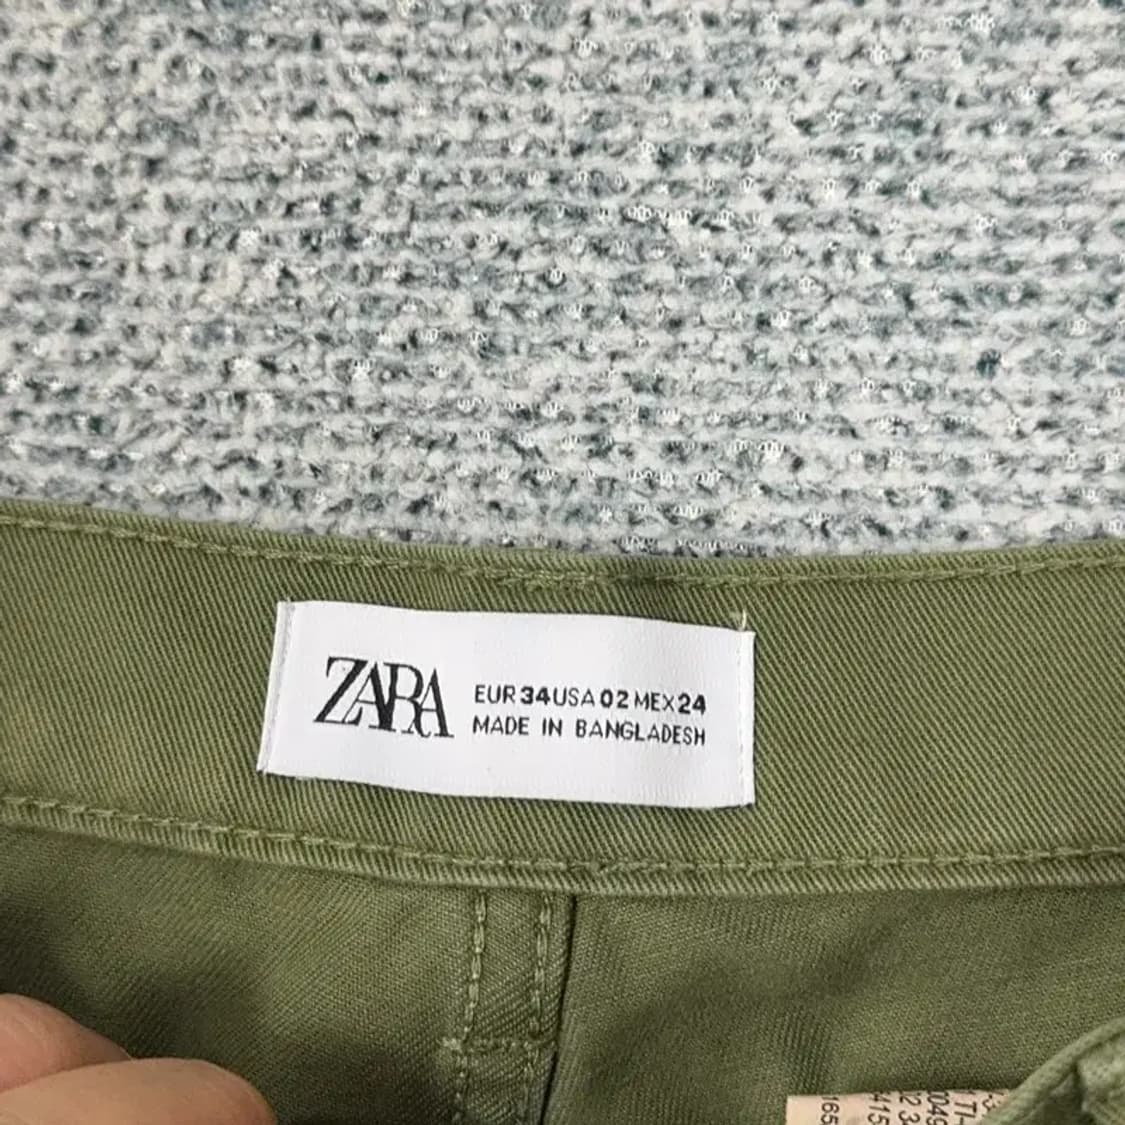 ZARA
EUR 34 USA 02 MEX 24
MADE IN BANGLADESH